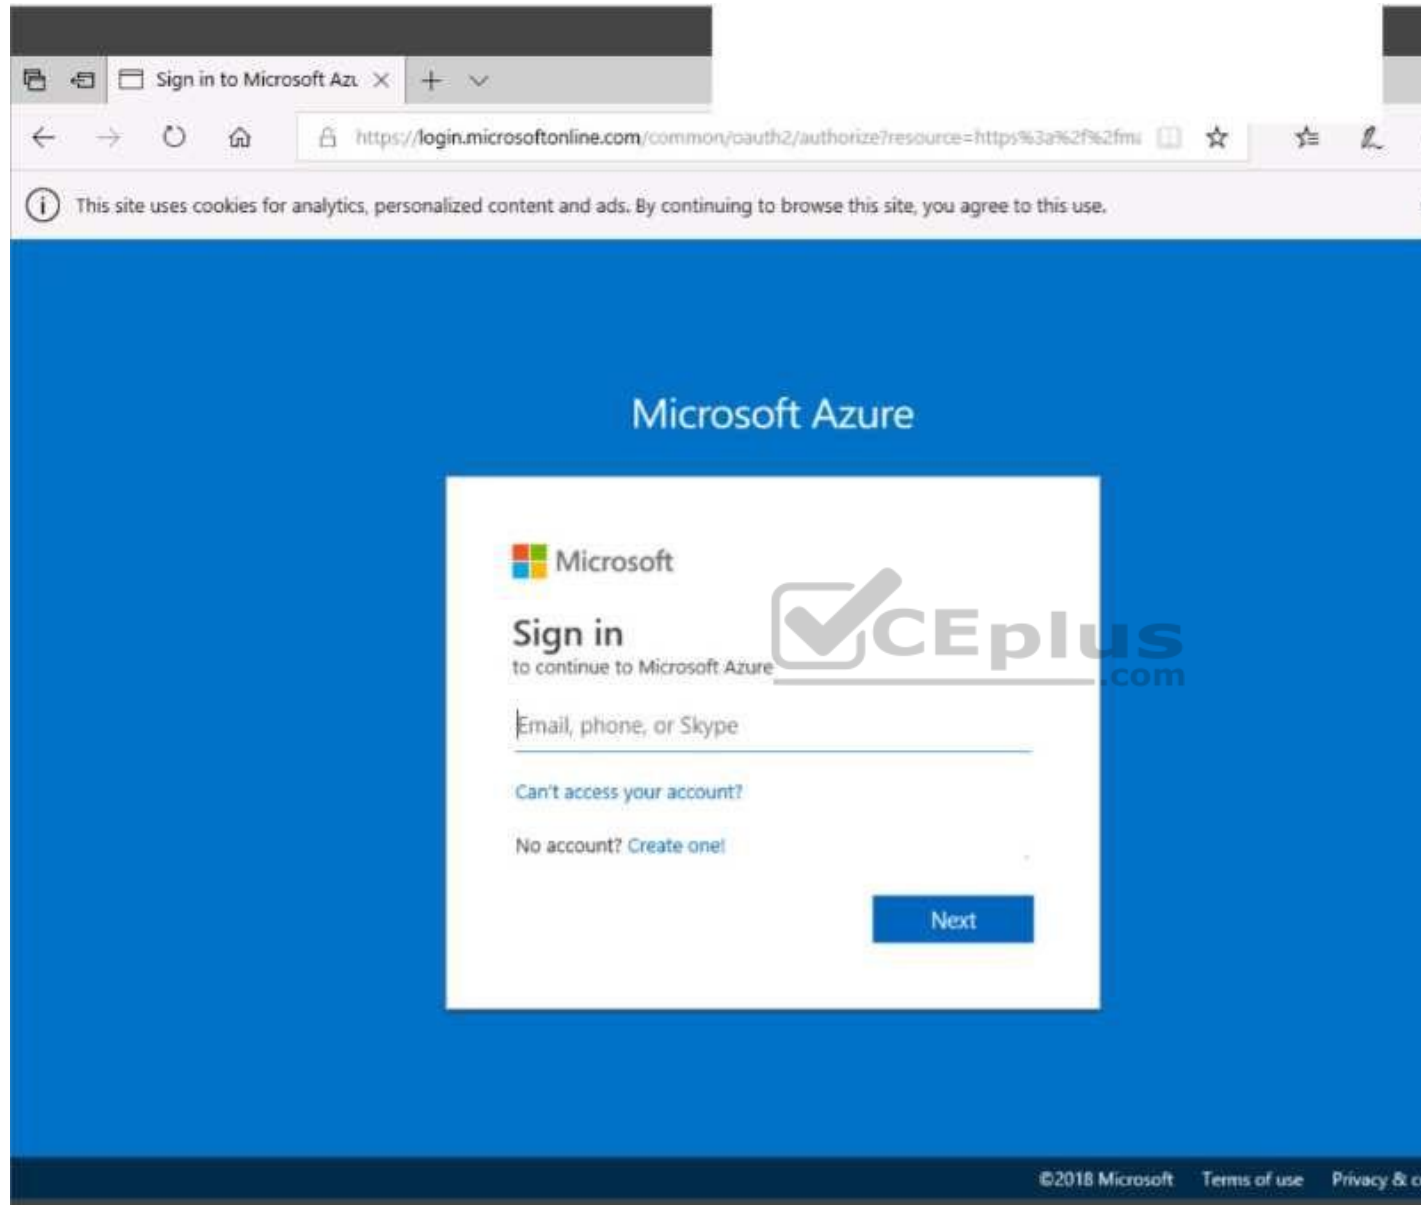 Sign in to Microsoft Azu
https://login.microsoftonline.com/common/oauth2/authorize?resource=https%3a%2f%2fma
This site uses cookies for analytics, personalized content and ads. By continuing to browse this site, you agree to this use.
Microsoft Azure
Microsoft
Sign in
to continue to Microsoft Azure
VCEplus
.com
Email, phone, or Skype
Can't access your account?
No account? Create one!
Next
©2018 Microsoft Terms of use Privacy & c